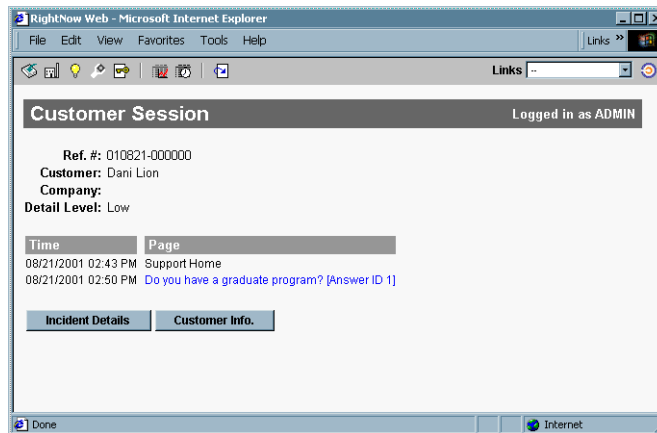 RightNow Web - Microsoft Internet Explorer
File Edit View Favorites Tools Help Links »
Links --
Customer Session Logged in as ADMIN
Ref. #: 010821-000000
Customer: Dani Lion
Company:
Detail Level: Low
Time Page
08/21/2001 02:43 PM Support Home
08/21/2001 02:50 PM Do you have a graduate program? [Answer ID 1]
Incident Details Customer Info.
Done Internet